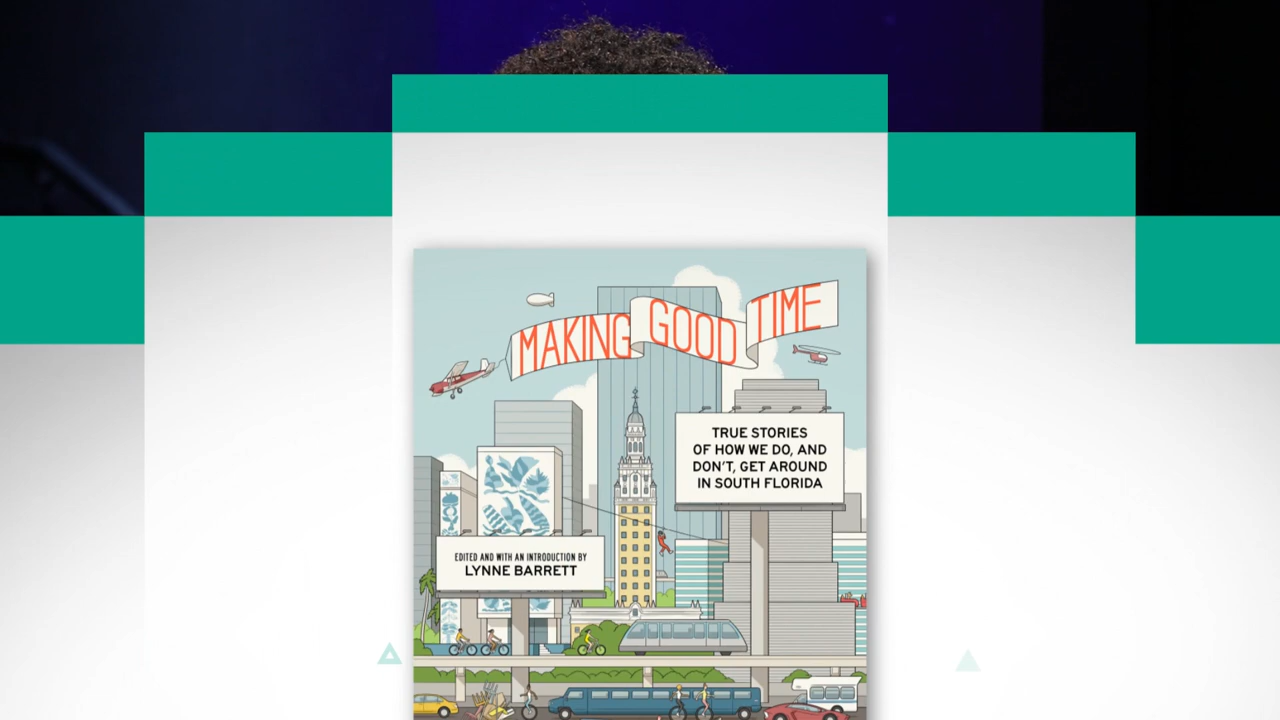 MAKING GOOD TIME
TRUE STORIES
OF HOW WE DO, AND
DON'T, GET AROUND
IN SOUTH FLORIDA
EDITED AND WITH AN INTRODUCTION BY
LYNNE BARRETT